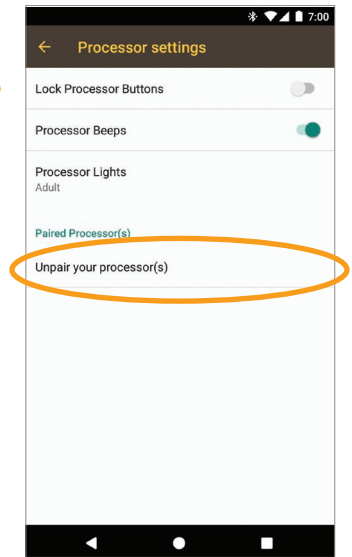 7:00
Processor settings
Lock Processor Buttons
Processor Beeps
Processor Lights
Adult
Paired Processor(s)
Unpair your processor(s)